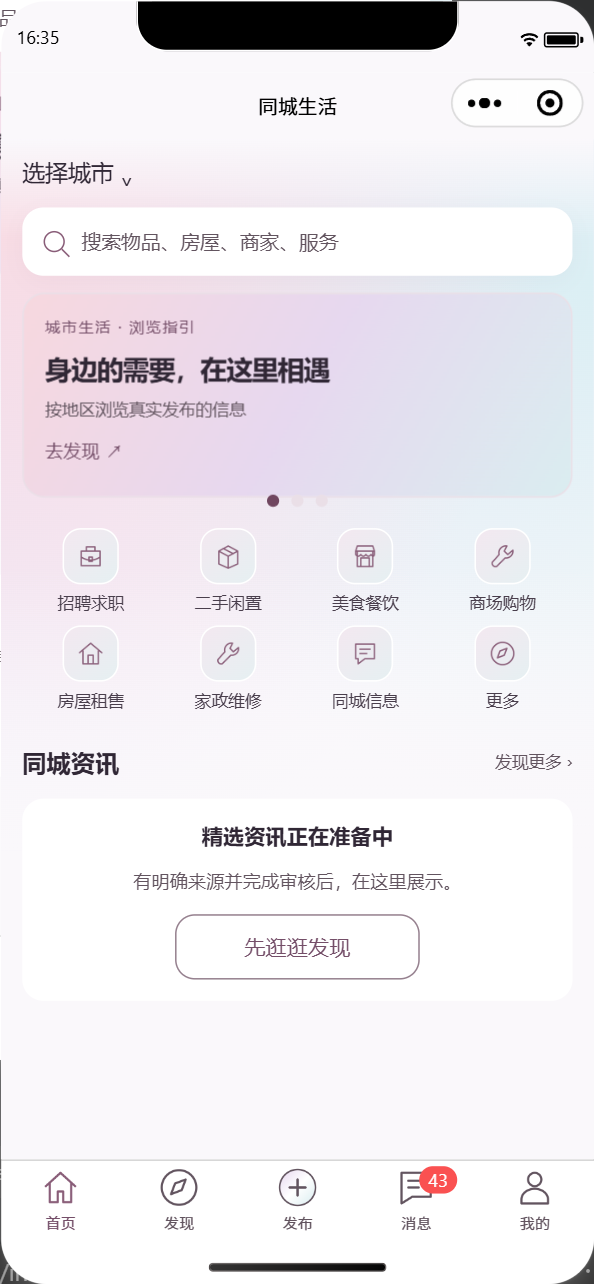 16:35
同城生活
选择城市
搜索物品、房屋、商家、服务
城市生活 · 浏览指引
身边的需要，在这里相遇
按地区浏览真实发布的信息
去发现 ↗
招聘求职 二手闲置 美食餐饮 商场购物
房屋租售 家政维修 同城信息 更多
同城资讯 发现更多 ›
精选资讯正在准备中
有明确来源并完成审核后，在这里展示。
先逛逛发现
43
首页 发现 发布 消息 我的